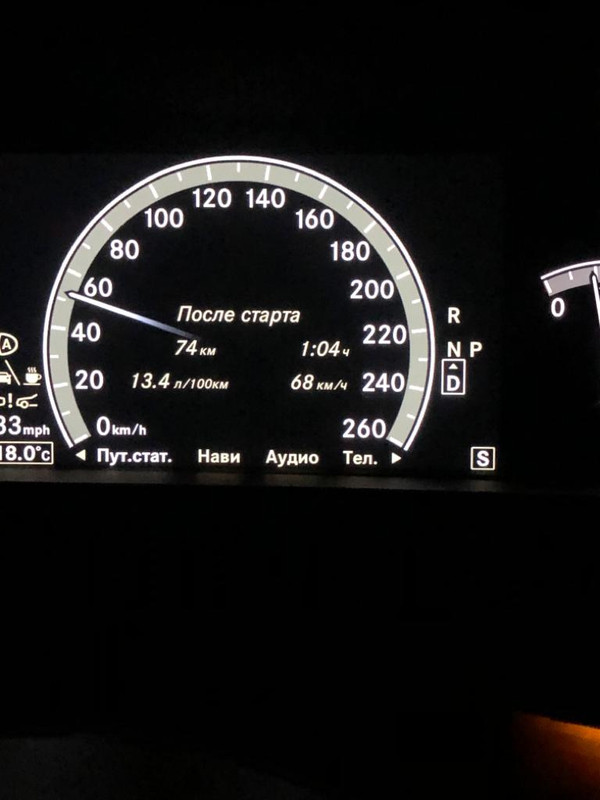 120 140
100 160
80 180
60 200
После старта
R
40 220
74 км 1:04 ч
N P
A
20 13.4 л/100км 68 км/ч 240
D
0
33mph
0km/h 260
18.0°c
Пут.стат. Нави Аудио Тел.
S